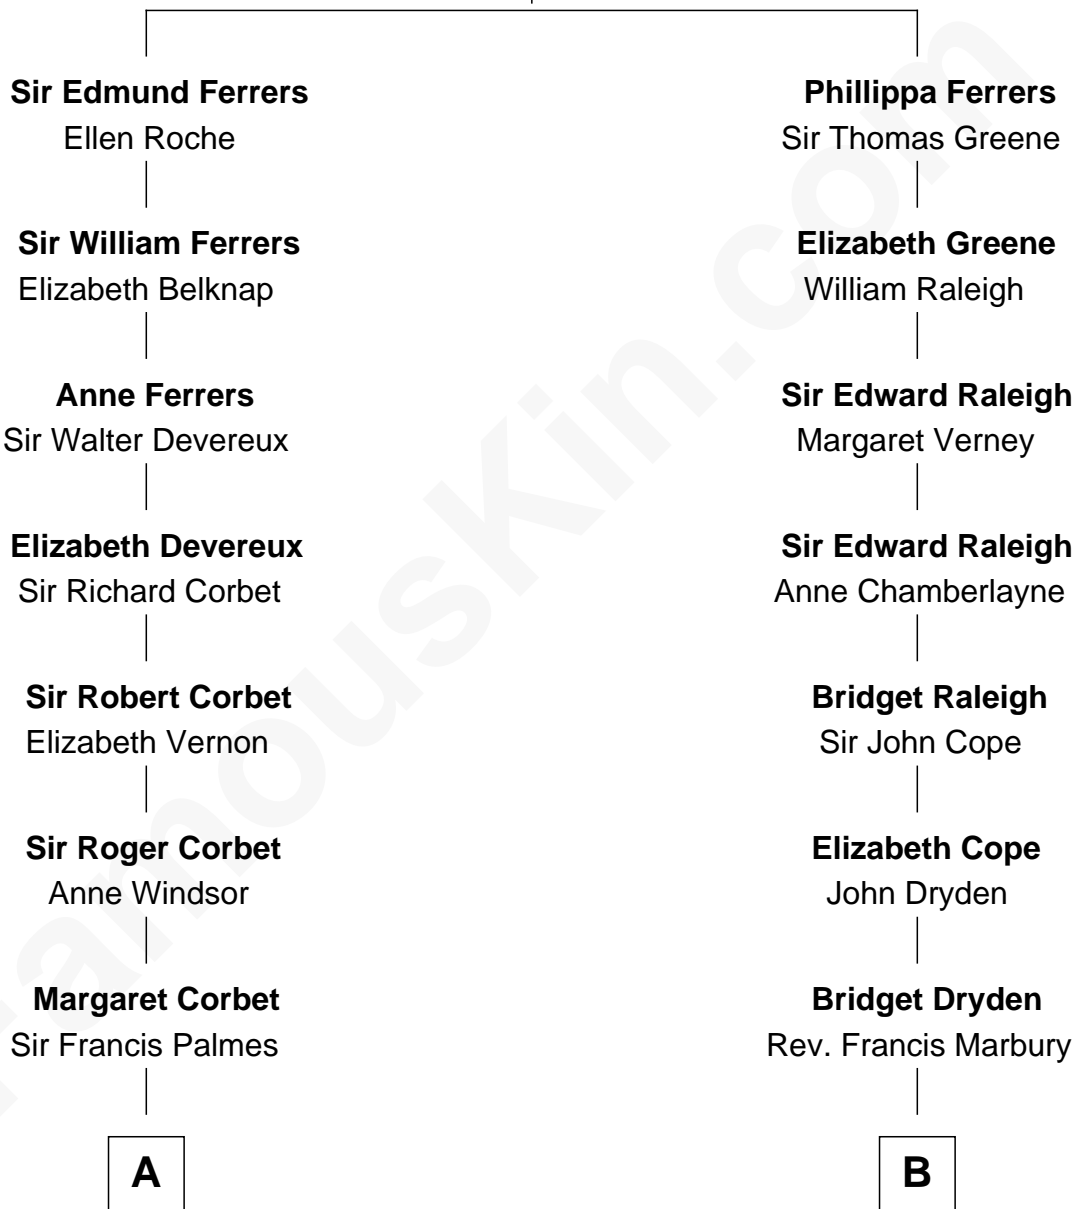 Sir Edmund Ferrers
Ellen Roche
Sir William Ferrers
Elizabeth Belknap
Anne Ferrers
Sir Walter Devereux
Elizabeth Devereux
Sir Richard Corbet
Sir Robert Corbet
Elizabeth Vernon
Sir Roger Corbet
Anne Windsor
Margaret Corbet
Sir Francis Palmes
A
Phillippa Ferrers
Sir Thomas Greene
Elizabeth Greene
William Raleigh
Sir Edward Raleigh
Margaret Verney
Sir Edward Raleigh
Anne Chamberlayne
Bridget Raleigh
Sir John Cope
Elizabeth Cope
John Dryden
Bridget Dryden
Rev. Francis Marbury
B
FamousKin.com